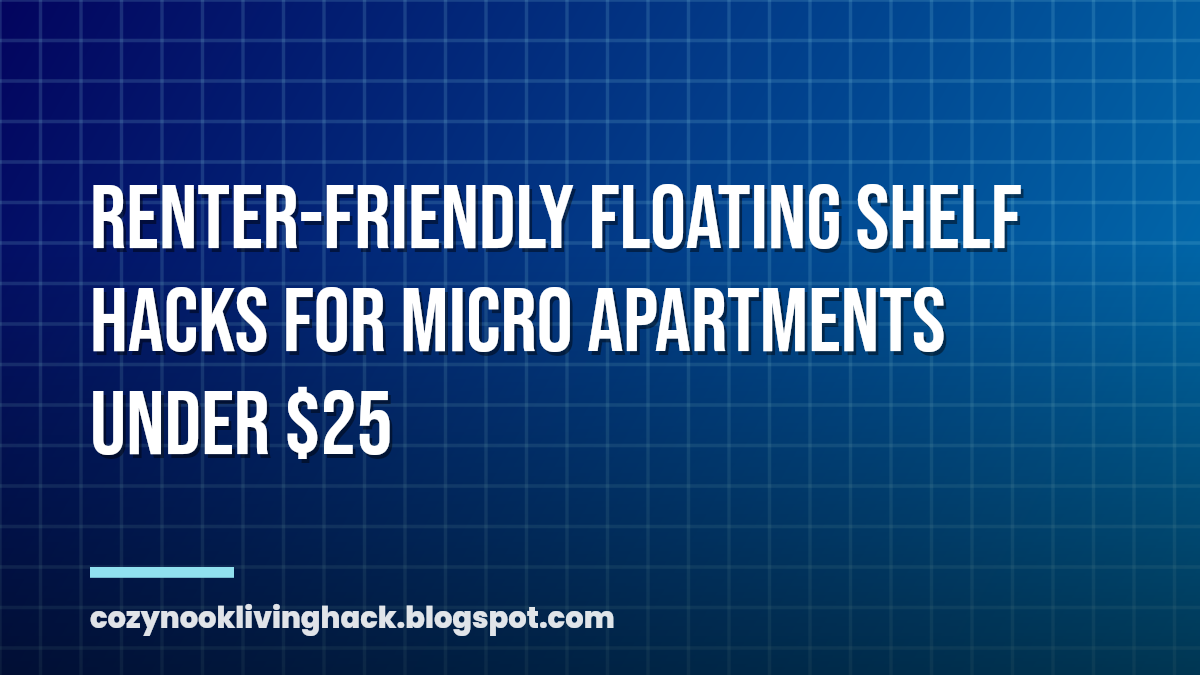 RENTER-FRIENDLY FLOATING SHELF
HACKS FOR MICRO APARTMENTS
UNDER $25
cozynooklivinghack.blogspot.com